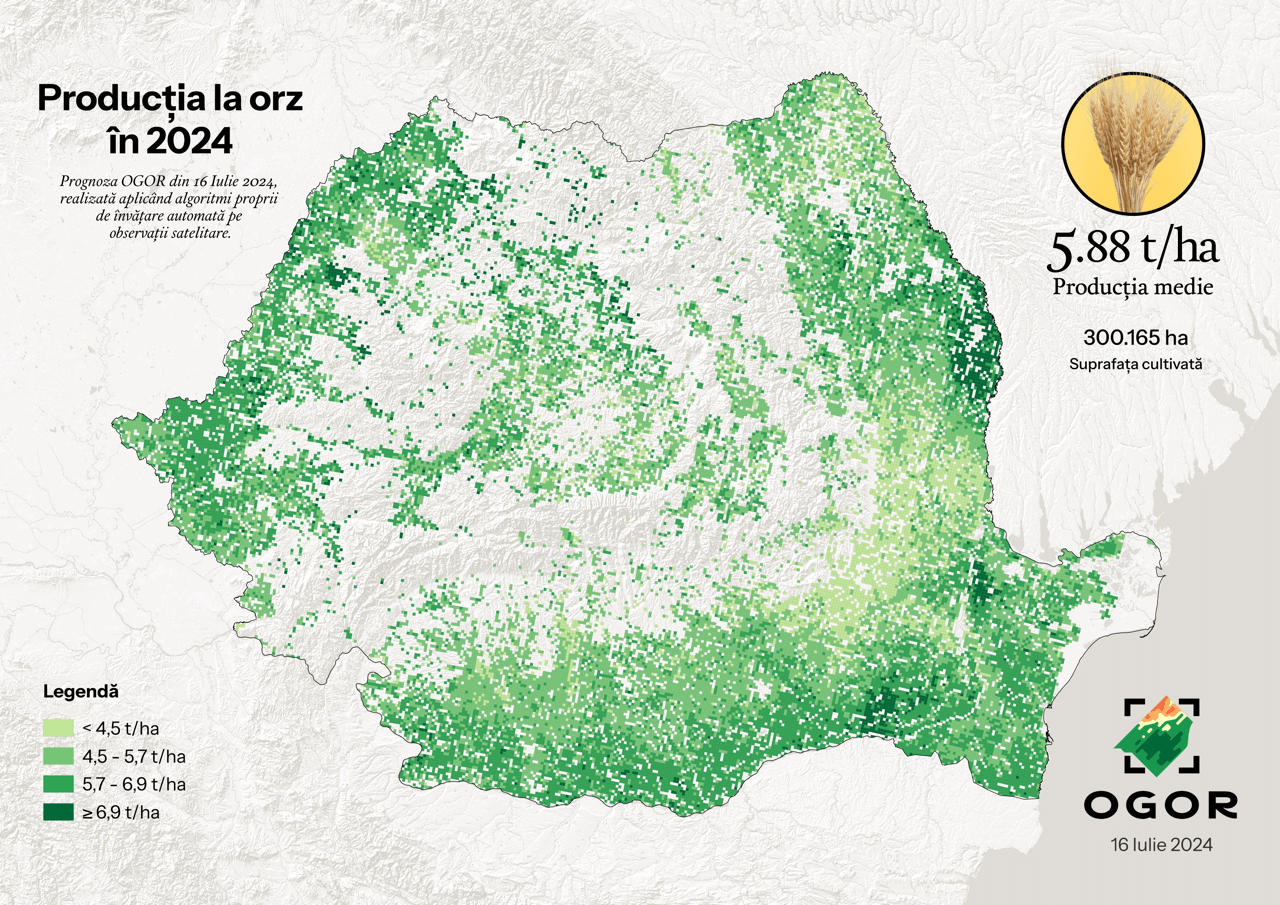 Producția la orz
în 2024
Prognoza OGOR din 16 Iulie 2024,
realizată aplicând algoritmi proprii
de învățare automată pe
observații satelitare.
5.88 t/ha
Producția medie
300.165 ha
Suprafața cultivată
Legendă
< 4,5 t/ha
4,5 - 5,7 t/ha
5,7 - 6,9 t/ha
≥ 6,9 t/ha
OGOR
16 Iulie 2024